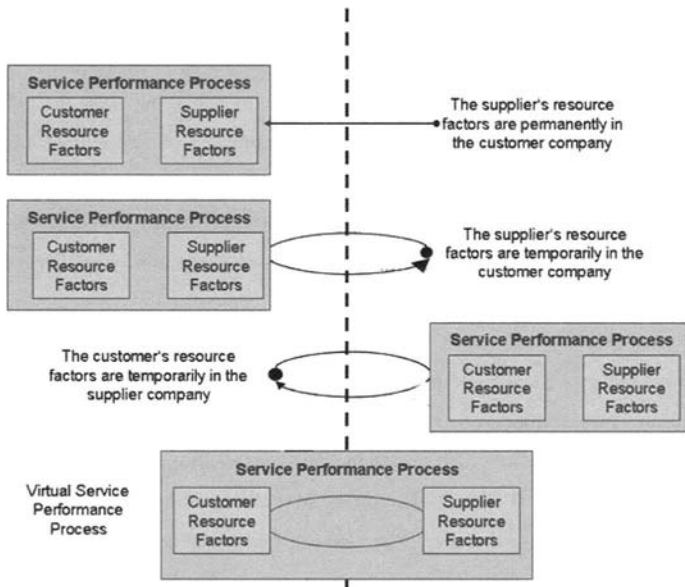 Service Performance Process
Customer
Resource
Factors
Supplier
Resource
Factors
The supplier's resource
factors are permanently in
the customer company
Service Performance Process
Customer
Resource
Factors
Supplier
Resource
Factors
The supplier's resource
factors are temporarily in the
customer company
The customer's resource
factors are temporarily in the
supplier company
Service Performance Process
Customer
Resource
Factors
Supplier
Resource
Factors
Virtual Service
Performance
Process
Service Performance Process
Customer
Resource
Factors
Supplier
Resource
Factors